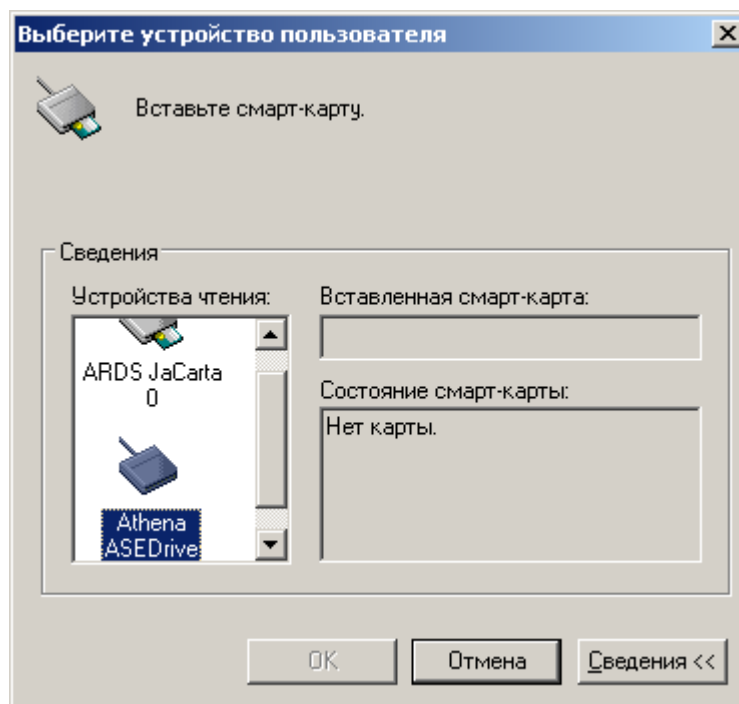 Выберите устройство пользователя
Вставьте смарт-карту.
Сведения
Устройства чтения:
ARDS JaCarta
0
Athena
ASEDrive
Вставленная смарт-карта:
Состояние смарт-карты:
Нет карты.
OK
Отмена
Сведения <<